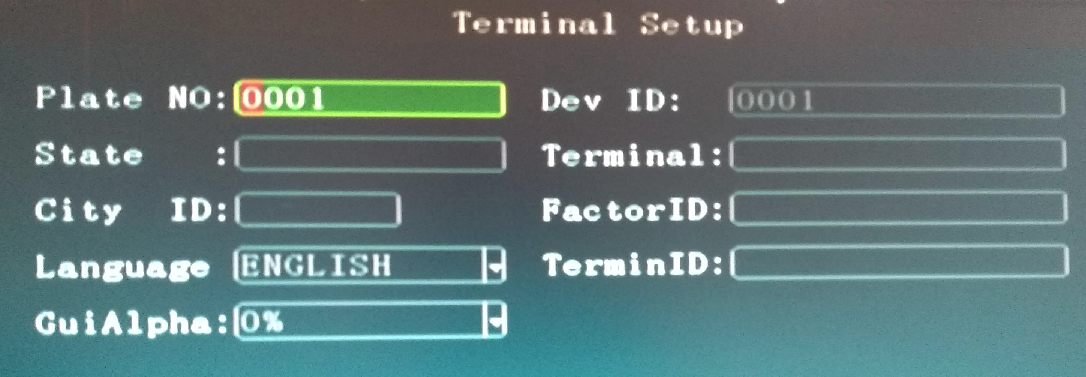 Terminal Setup
Plate NO: 0001 Dev ID: 0001
State : Terminal:
City ID: FactorID:
Language ENGLISH TerminID:
GuiAlpha: 0%